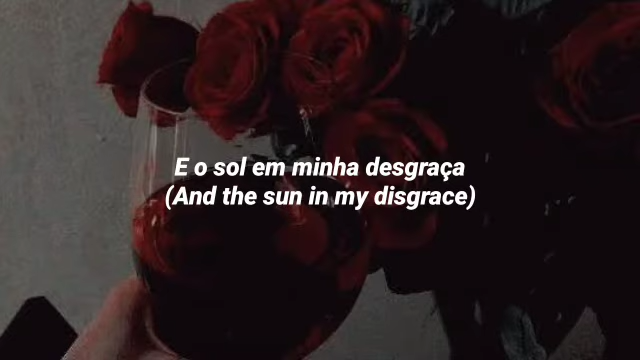 E o sol em minha desgraça
(And the sun in my disgrace)